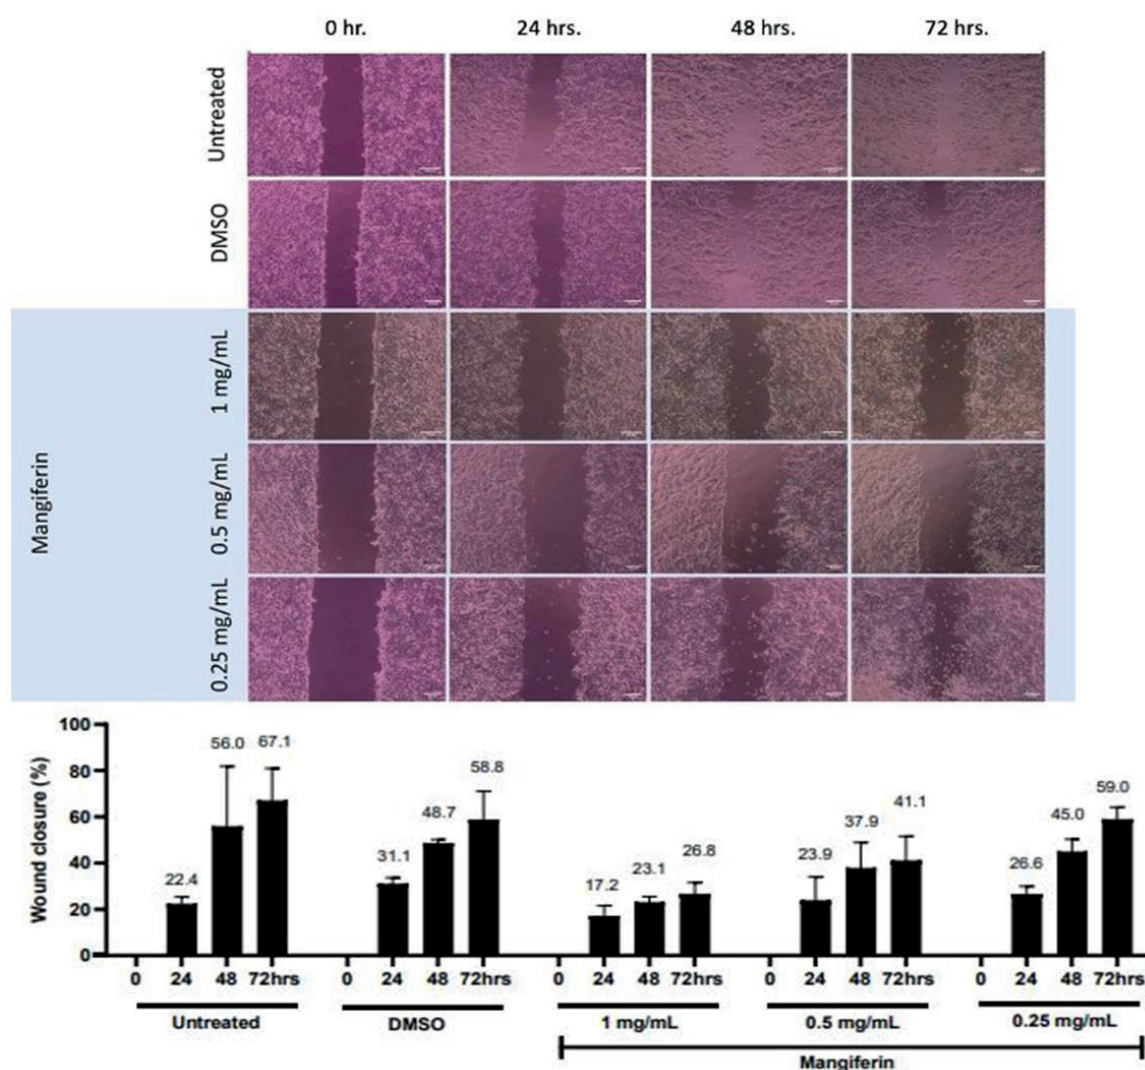 0 hr. 24 hrs. 48 hrs. 72 hrs.
Untreated
DMSO
Mangiferin
1 mg/mL
0.5 mg/mL
0.25 mg/mL
Wound closure (%)
100
80
60
40
20
0
22.4 56.0 67.1
31.1 48.7 58.8
17.2 23.1 26.8
23.9 37.9 41.1
26.6 45.0 59.0
0 24 48 72hrs 0 24 48 72hrs 0 24 48 72hrs 0 24 48 72hrs 0 24 48 72hrs
Untreated DMSO 1 mg/mL 0.5 mg/mL 0.25 mg/mL
Mangiferin